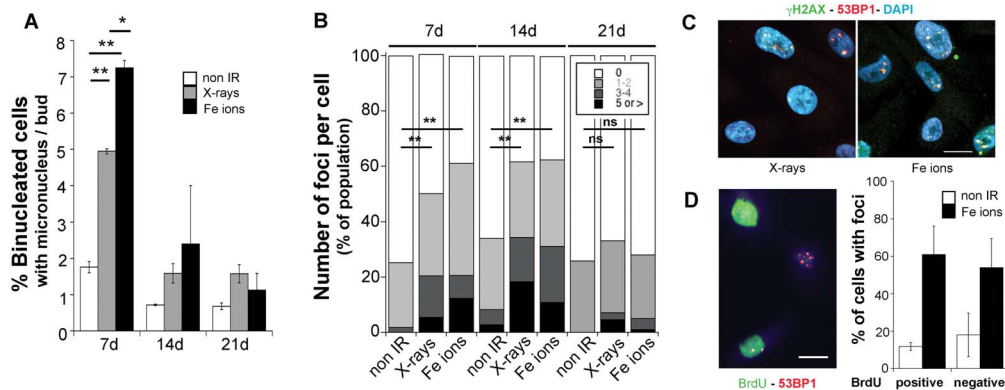 A
% Binucleated cells
with micronucleus / bud
8
7
6
5
4
3
2
1
0
** *
**
non IR
X-rays
Fe ions
7d 14d 21d
B
Number of foci per cell
(% of population)
7d 14d 21d
100
80
60
40
20
0
0
1-2
3-4
5 or >
** ** ns
** ** ns
non IR X-rays Fe ions non IR X-rays Fe ions non IR X-rays Fe ions
C
γH2AX - 53BP1- DAPI
X-rays Fe ions
D
BrdU - 53BP1
% of cells with foci
100
80
60
40
20
0
non IR
Fe ions
BrdU positive negative